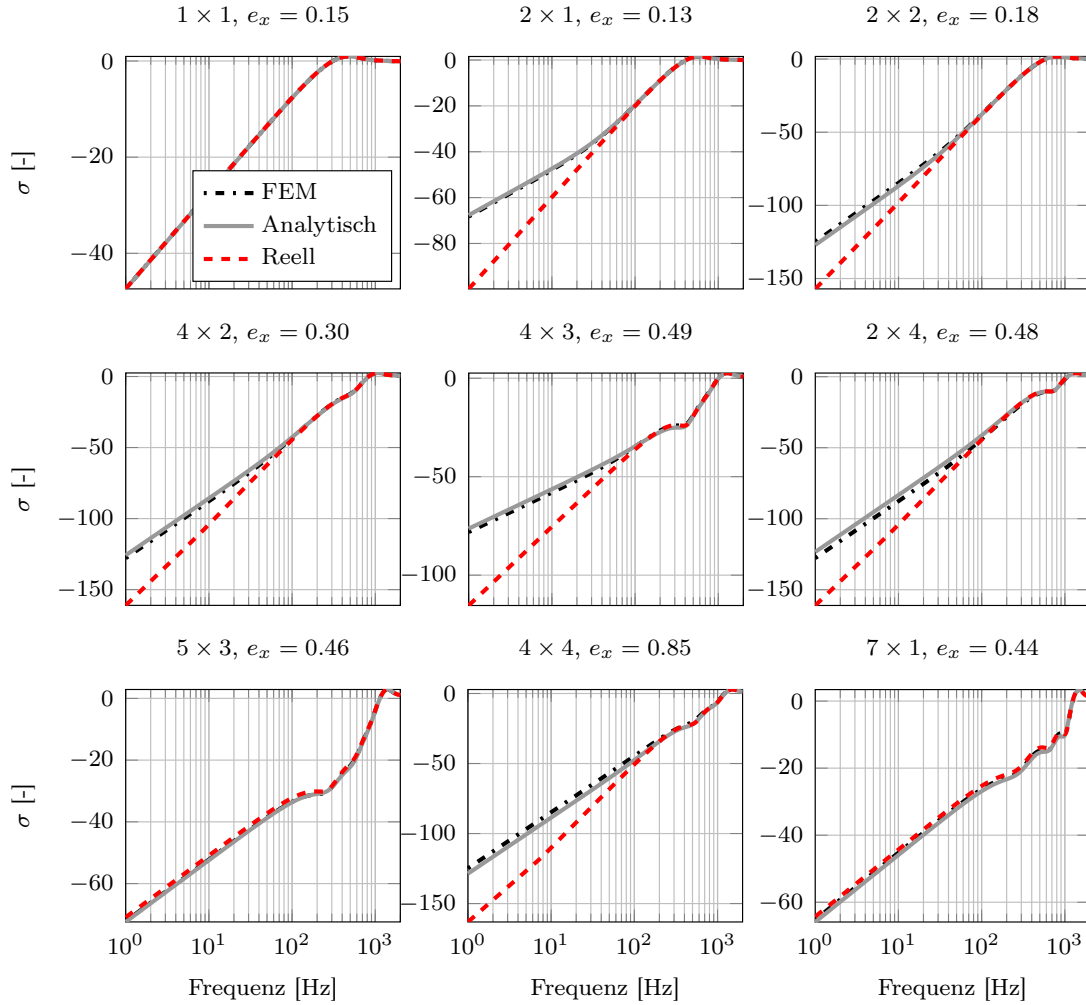 1 × 1, e_x = 0.15
2 × 1, e_x = 0.13
2 × 2, e_x = 0.18
0
−20
−40
σ [-]
FEM
Analytisch
Reell
0
−20
−40
−60
−80
0
−50
−100
−150
4 × 2, e_x = 0.30
4 × 3, e_x = 0.49
2 × 4, e_x = 0.48
0
−50
−100
−150
σ [-]
0
−50
−100
0
−50
−100
−150
5 × 3, e_x = 0.46
4 × 4, e_x = 0.85
7 × 1, e_x = 0.44
0
−20
−40
−60
σ [-]
0
−50
−100
−150
0
−20
−40
−60
10^0 10^1 10^2 10^3
10^0 10^1 10^2 10^3
10^0 10^1 10^2 10^3
Frequenz [Hz]
Frequenz [Hz]
Frequenz [Hz]